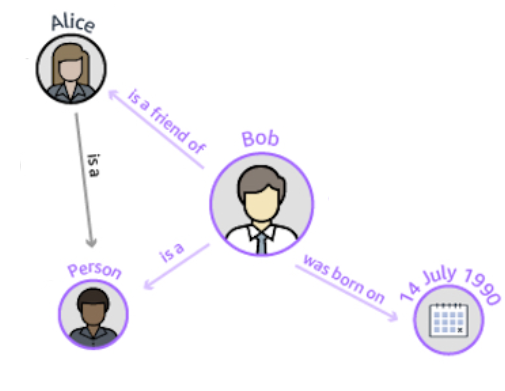 Alice
is a friend of
Bob
is a
is a
Person
was born on
14 July 1990